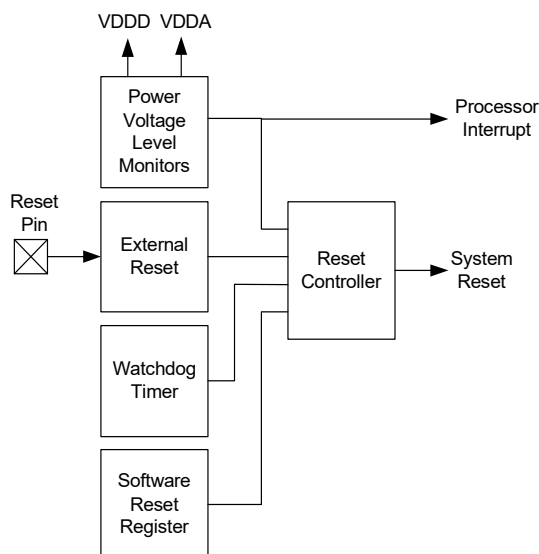 VDDD VDDA
Power
Voltage
Level
Monitors
Processor
Interrupt
Reset
Pin
External
Reset
Reset
Controller
System
Reset
Watchdog
Timer
Software
Reset
Register